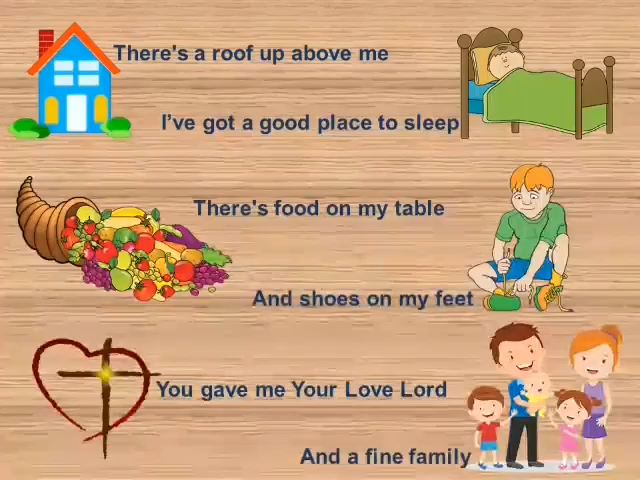 There's a roof up above me
I've got a good place to sleep
There's food on my table
And shoes on my feet
You gave me Your Love Lord
And a fine family